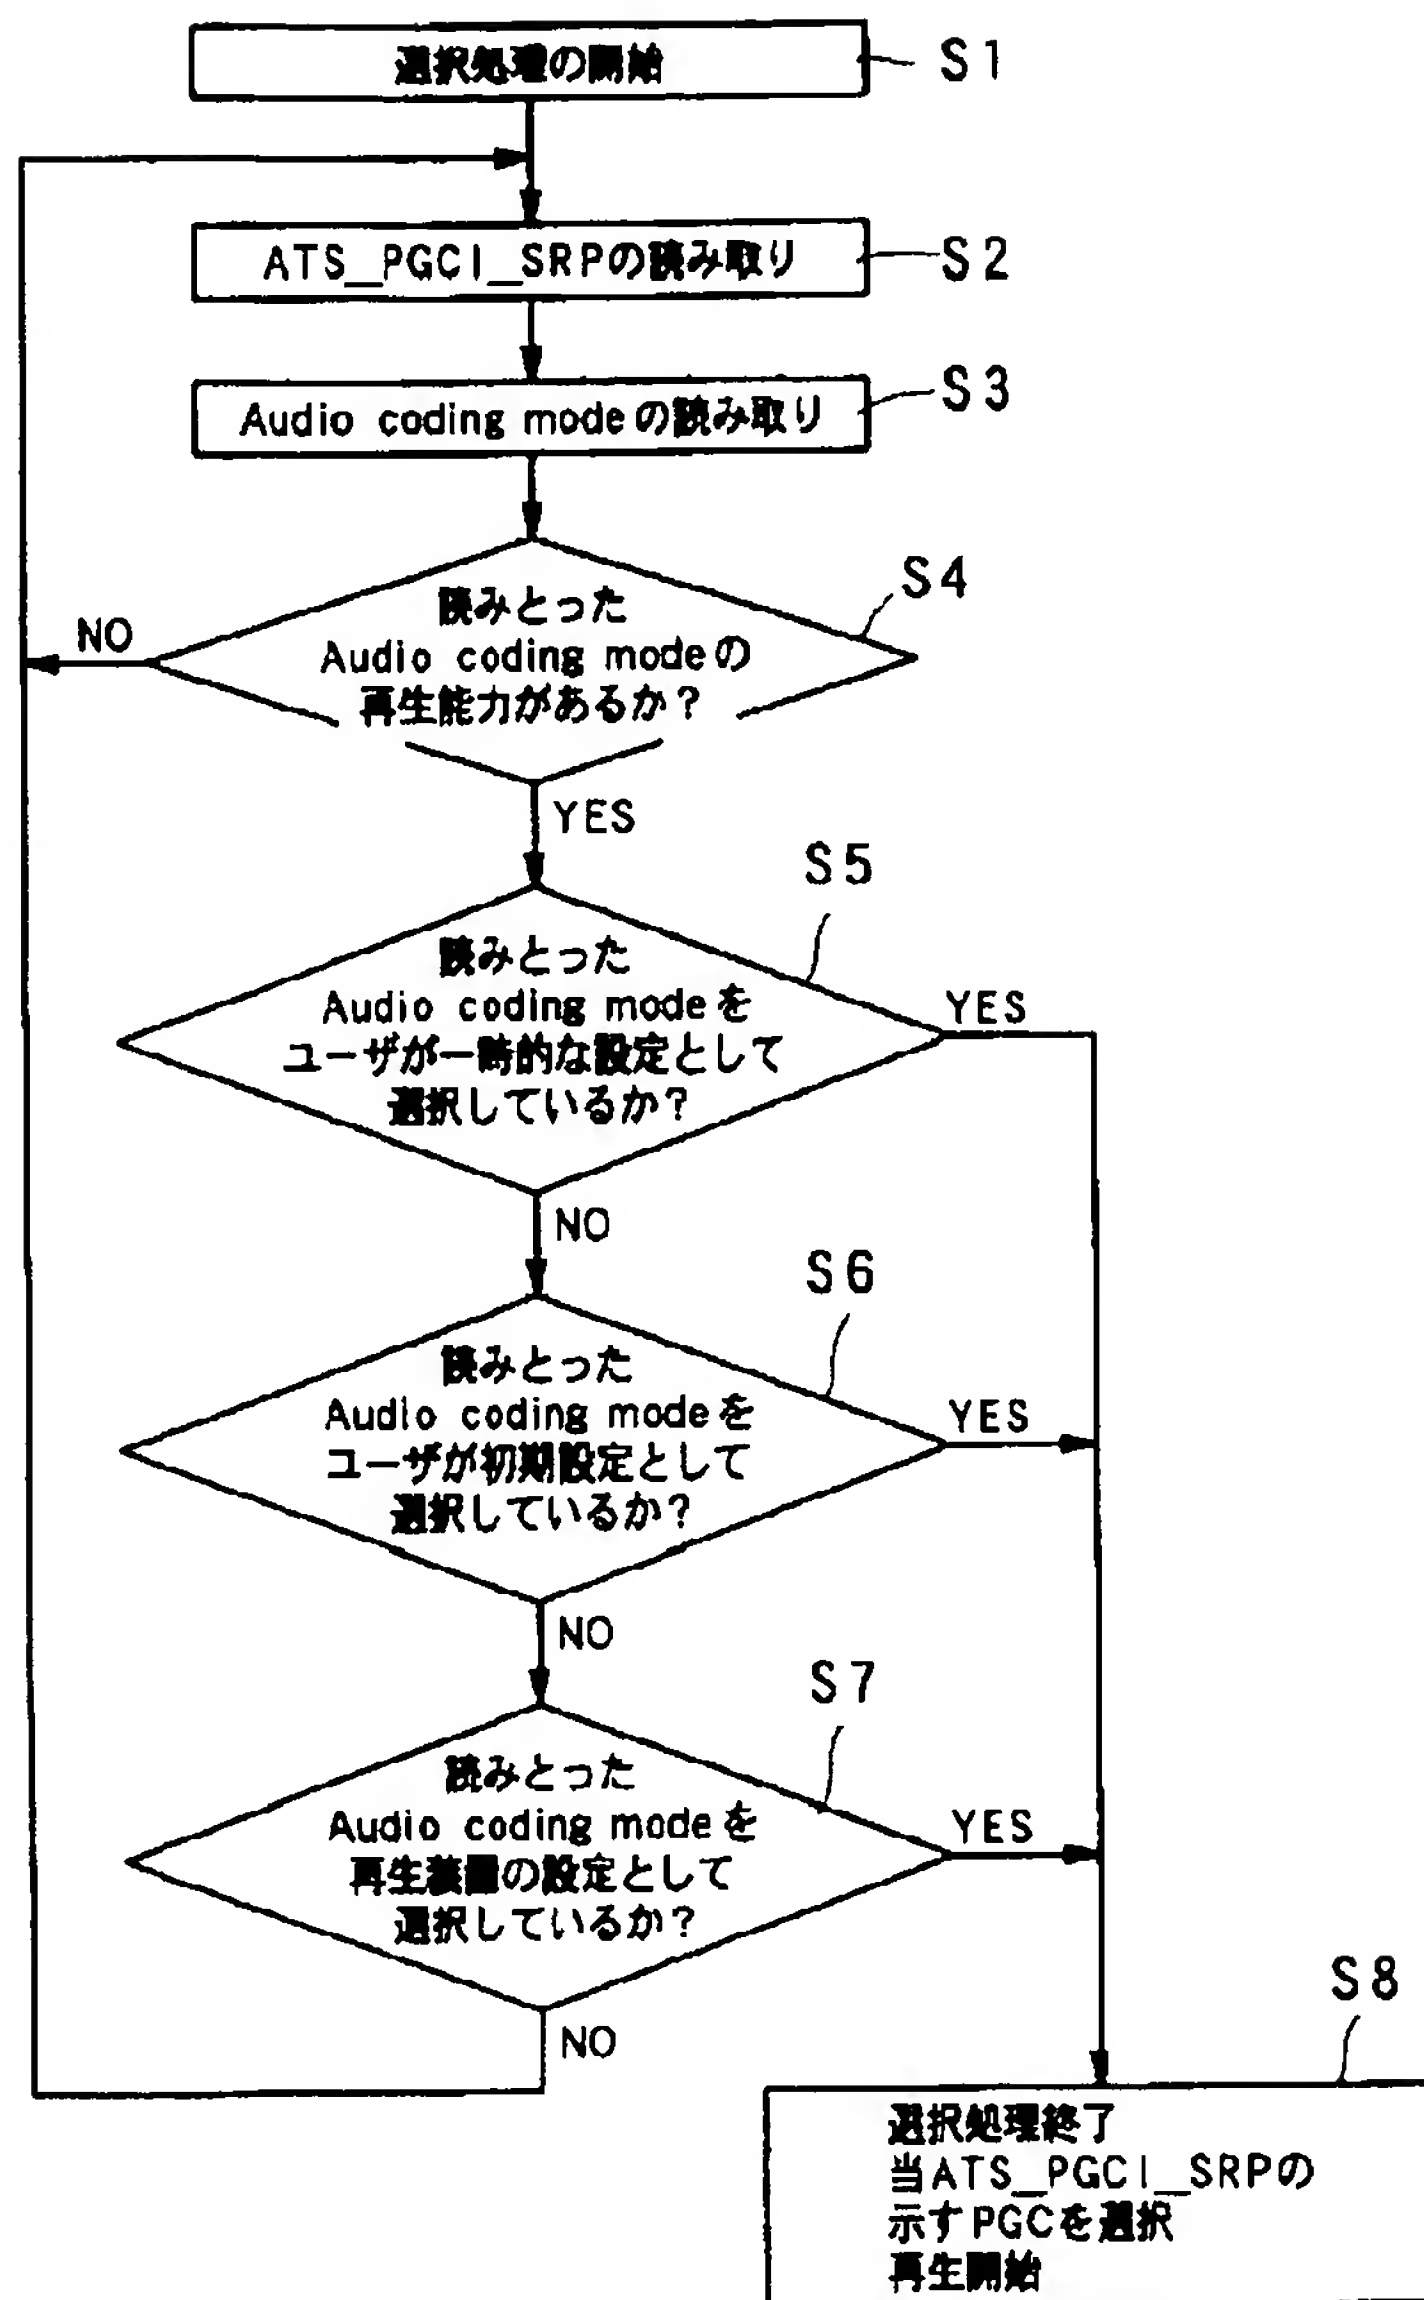 選択処理の開始
S1
ATS_PGCI_SRPの読み取り
S2
Audio coding modeの読み取り
S3
S4
読みとった
Audio coding modeの
再生能力があるか?
NO
YES
S5
読みとった
Audio coding modeを
ユーザが一時的な設定として
選択しているか?
YES
NO
S6
読みとった
Audio coding modeを
ユーザが初期設定として
選択しているか?
YES
NO
S7
読みとった
Audio coding modeを
再生装置の設定として
選択しているか?
YES
NO
S8
選択処理終了
当ATS_PGCI_SRPの
示すPGCを選択
再生開始